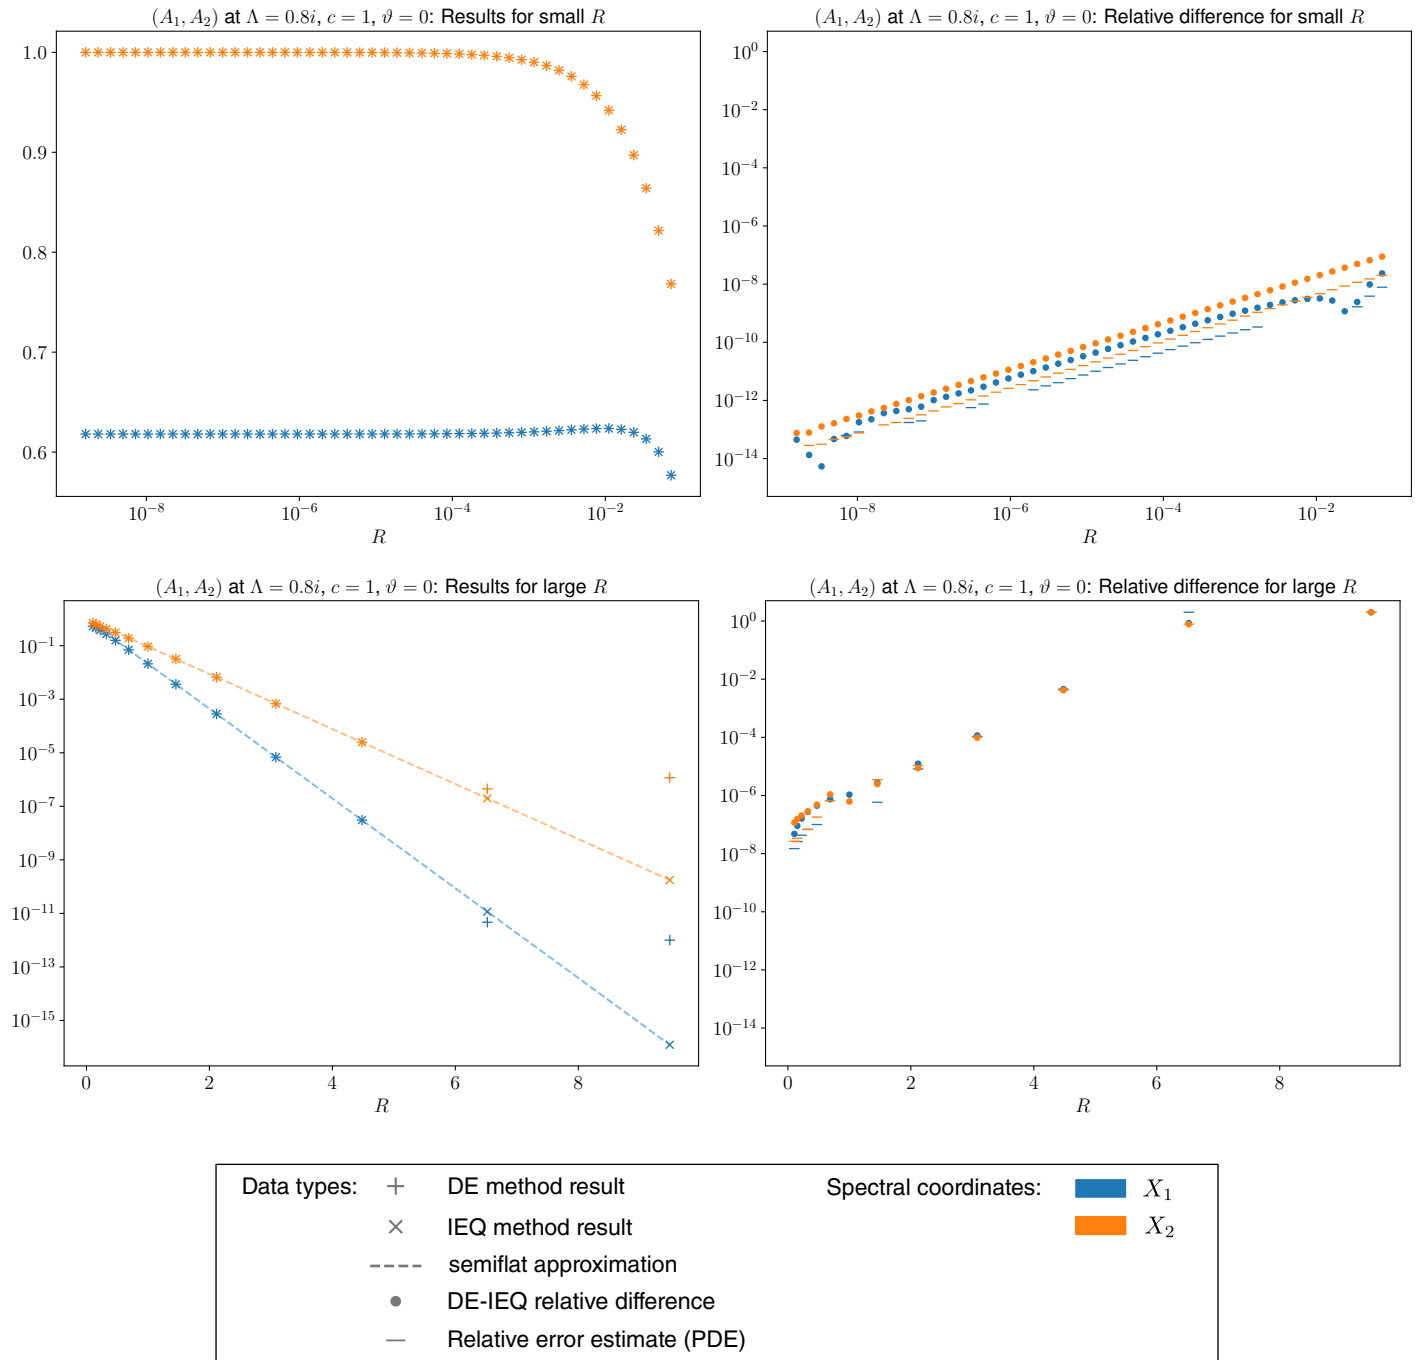 (A₁, A₂) at Λ = 0.8i, c = 1, ϑ = 0: Results for small R
1.0
0.9
0.8
0.7
0.6
10⁻⁸
10⁻⁶
10⁻⁴
10⁻²
R
(A₁, A₂) at Λ = 0.8i, c = 1, ϑ = 0: Relative difference for small R
10⁰
10⁻²
10⁻⁴
10⁻⁶
10⁻⁸
10⁻¹⁰
10⁻¹²
10⁻¹⁴
10⁻⁸
10⁻⁶
10⁻⁴
10⁻²
R
(A₁, A₂) at Λ = 0.8i, c = 1, ϑ = 0: Results for large R
10⁻¹
10⁻³
10⁻⁵
10⁻⁷
10⁻⁹
10⁻¹¹
10⁻¹³
10⁻¹⁵
0
2
4
6
8
R
(A₁, A₂) at Λ = 0.8i, c = 1, ϑ = 0: Relative difference for large R
10⁰
10⁻²
10⁻⁴
10⁻⁶
10⁻⁸
10⁻¹⁰
10⁻¹²
10⁻¹⁴
0
2
4
6
8
R
Data types:
DE method result
IEQ method result
semiflat approximation
DE-IEQ relative difference
Relative error estimate (PDE)
Spectral coordinates:
X₁
X₂